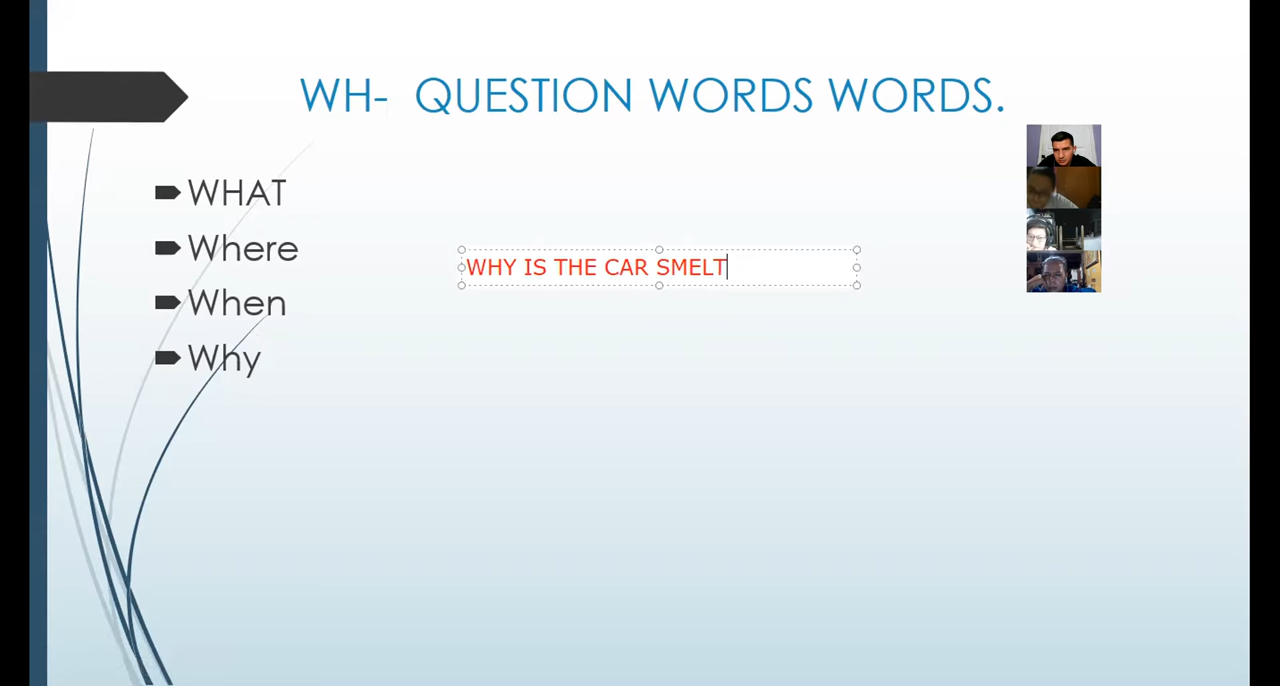 WH- QUESTION WORDS WORDS.
WHAT
Where
When
Why
WHY IS THE CAR SMELT